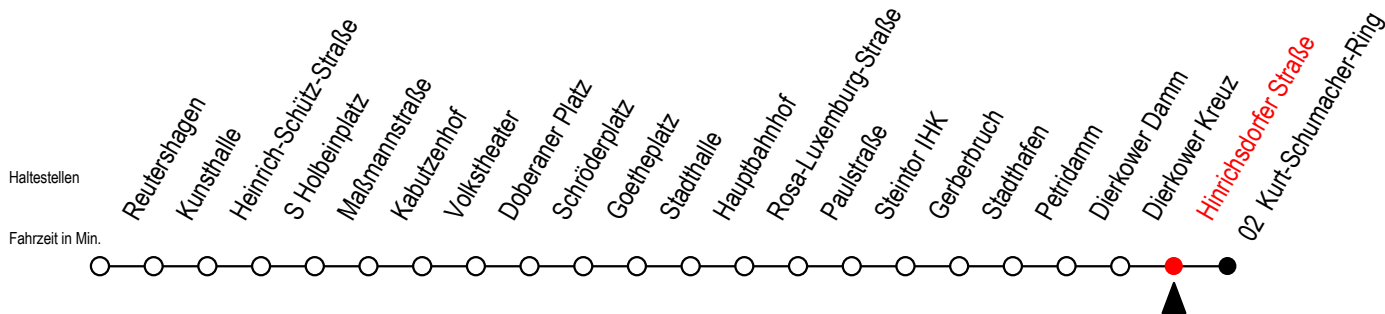 Haltestellen
Fahrzeit in Min.
Reutershagen
Kunsthalle
Heinrich-Schütz-Straße
S Holbeinplatz
Maßmannstraße
Kabutzenhof
Volkstheater
Doberaner Platz
Schröderplatz
Goetheplatz
Stadthalle
Hauptbahnhof
Rosa-Luxemburg-Straße
Paulstraße
Steintor IHK
Gerberbruch
Stadthafen
Petridamm
Dierkower Damm
Dierkower Kreuz
Hinrichsdorfer Straße
02 Kurt-Schumacher-Ring